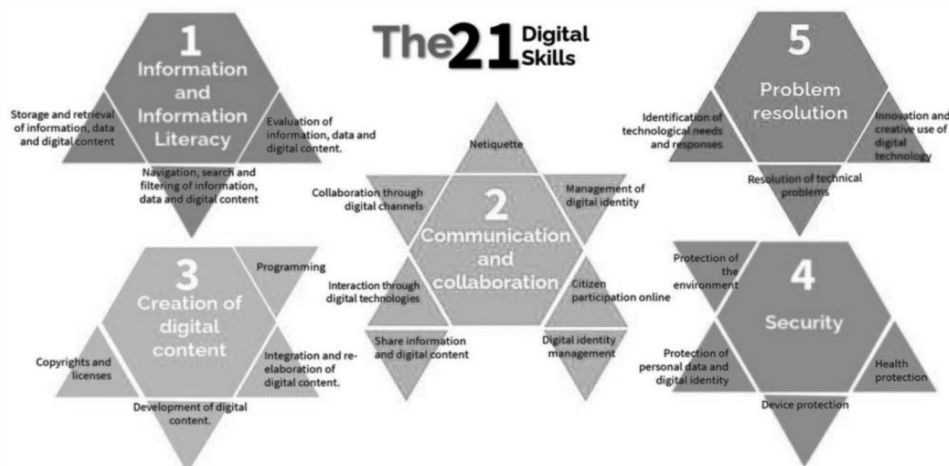 The 21 Digital
Skills
1
Information
and
Information
Literacy
Storage and retrieval
of information, data
and digital content
Evaluation of
information, data and
digital content.
Navigation, search and
filtering of information,
data and digital content
2
Communication
and
collaboration
Netiquette
Collaboration through
digital channels
Management of
digital identity
Interaction through
digital technologies
Citizen
participation online
Share information
and digital content
Digital identity
management
3
Creation of
digital
content
Programming
Copyrights and
licenses
Integration and re-
elaboration of
digital content.
Development of digital
content.
5
Problem
resolution
Identification of
technological needs
and responses
Innovation and
creative use of
digital
technology
Resolution of technical
problems
4
Security
Protection of
the
environment
Protection of
personal data and
digital identity
Health
protection
Device protection